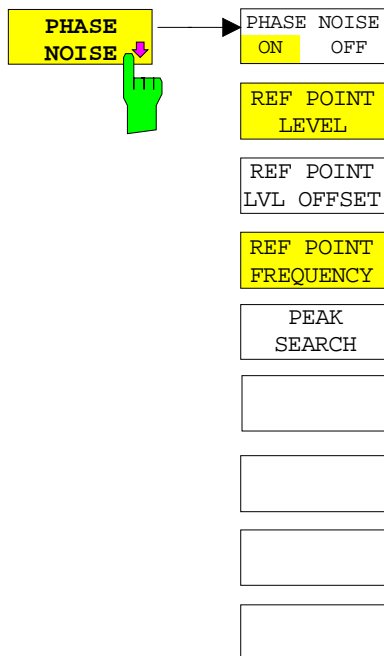 PHASE
NOISE
PHASE NOISE
ON OFF
REF POINT
LEVEL
REF POINT
LVL OFFSET
REF POINT
FREQUENCY
PEAK
SEARCH